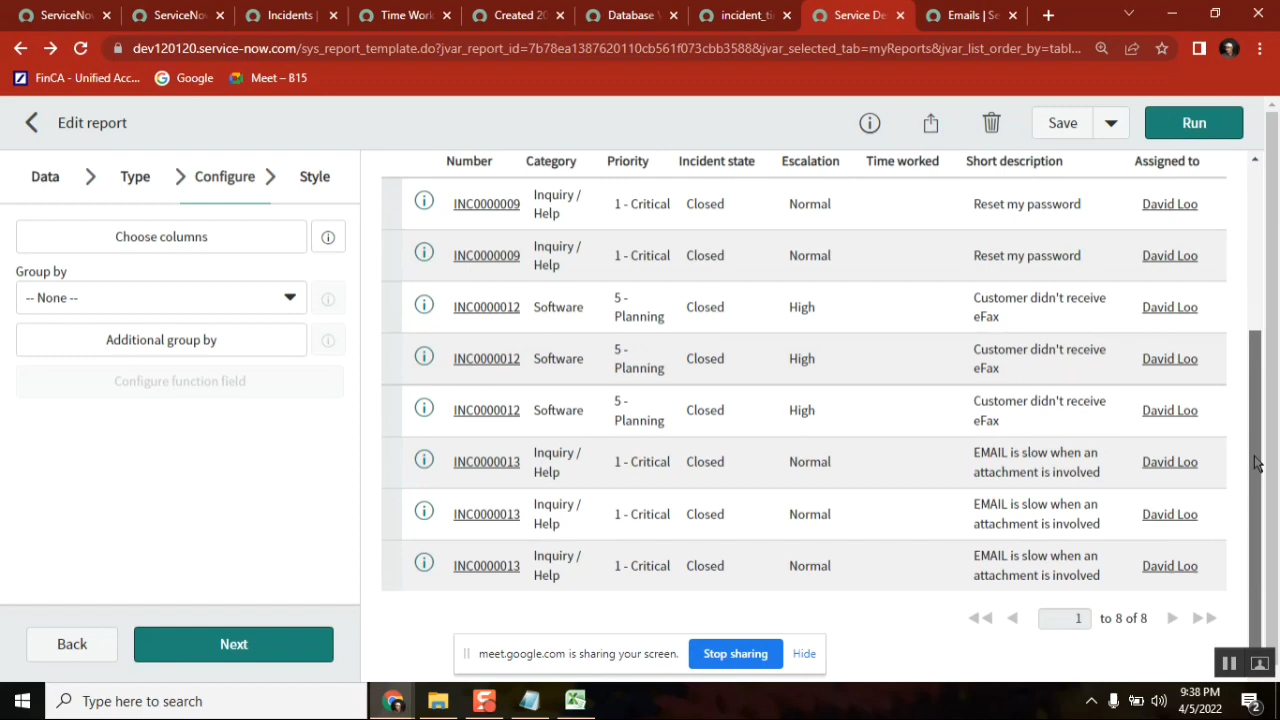 ServiceNov
ServiceNov
Incidents |
Time Work
Created 20
Database V
incident_ti
Service De
Emails | Se
dev120120.service-now.com/sys_report_template.do?jvar_report_id=7b78ea1387620110cb561f073cbb3588&jvar_selected_tab=myReports&jvar_list_order_by=tabl...
FinCA - Unified Acc...
Google
Meet – B15
Edit report
Save
Run
Data
Type
Configure
Style
Choose columns
Group by
-- None --
Additional group by
Configure function field
Back
Next
Number Category Priority Incident state Escalation Time worked Short description Assigned to
INC0000009 Inquiry / Help 1 - Critical Closed Normal Reset my password David Loo
INC0000009 Inquiry / Help 1 - Critical Closed Normal Reset my password David Loo
INC0000012 Software 5 - Planning Closed High Customer didn't receive eFax David Loo
INC0000012 Software 5 - Planning Closed High Customer didn't receive eFax David Loo
INC0000012 Software 5 - Planning Closed High Customer didn't receive eFax David Loo
INC0000013 Inquiry / Help 1 - Critical Closed Normal EMAIL is slow when an attachment is involved David Loo
INC0000013 Inquiry / Help 1 - Critical Closed Normal EMAIL is slow when an attachment is involved David Loo
INC0000013 Inquiry / Help 1 - Critical Closed Normal EMAIL is slow when an attachment is involved David Loo
1 to 8 of 8
meet.google.com is sharing your screen.
Stop sharing
Hide
Type here to search
9:38 PM
4/5/2022
2